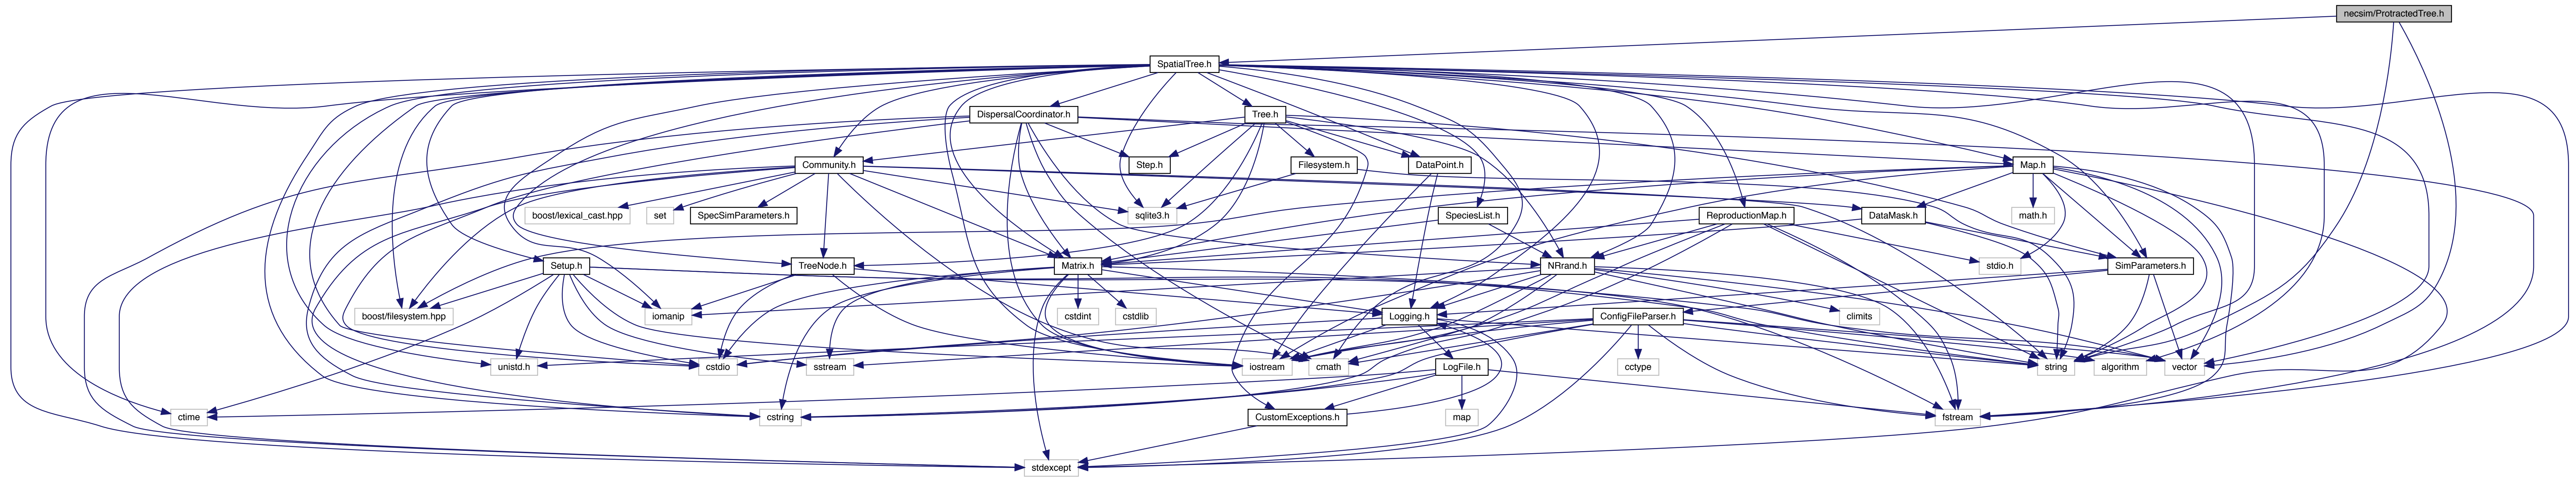 necsim/ProtractedTree.h
SpatialTree.h
DispersalCoordinator.h
Tree.h
Community.h
Step.h
Filesystem.h
DataPoint.h
Map.h
boost/lexical_cast.hpp
set
SpecSimParameters.h
sqlite3.h
SpeciesList.h
ReproductionMap.h
DataMask.h
math.h
Setup.h
TreeNode.h
Matrix.h
NRrand.h
stdio.h
SimParameters.h
boost/filesystem.hpp
iomanip
cstdint
cstdlib
Logging.h
ConfigFileParser.h
climits
unistd.h
cstdio
sstream
iostream
cmath
LogFile.h
cctype
string
algorithm
vector
ctime
cstring
CustomExceptions.h
map
fstream
stdexcept